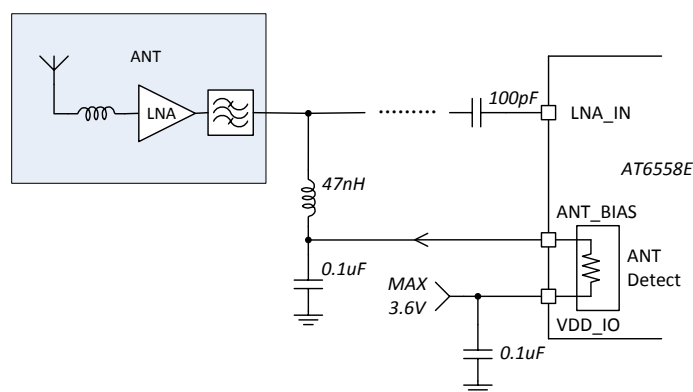 ANT
LNA
100pF
LNA_IN
AT6558E
47nH
ANT_BIAS
ANT
Detect
0.1uF
MAX
3.6V
VDD_IO
0.1uF